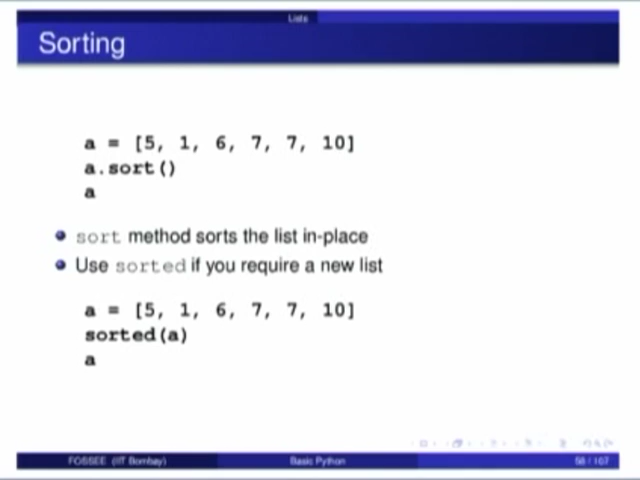 Lists
Sorting
a = [5, 1, 6, 7, 7, 10]
a.sort()
a
sort method sorts the list in-place
Use sorted if you require a new list
a = [5, 1, 6, 7, 7, 10]
sorted(a)
a
FOSSEE (IIT Bombay) Basic Python 58 / 167